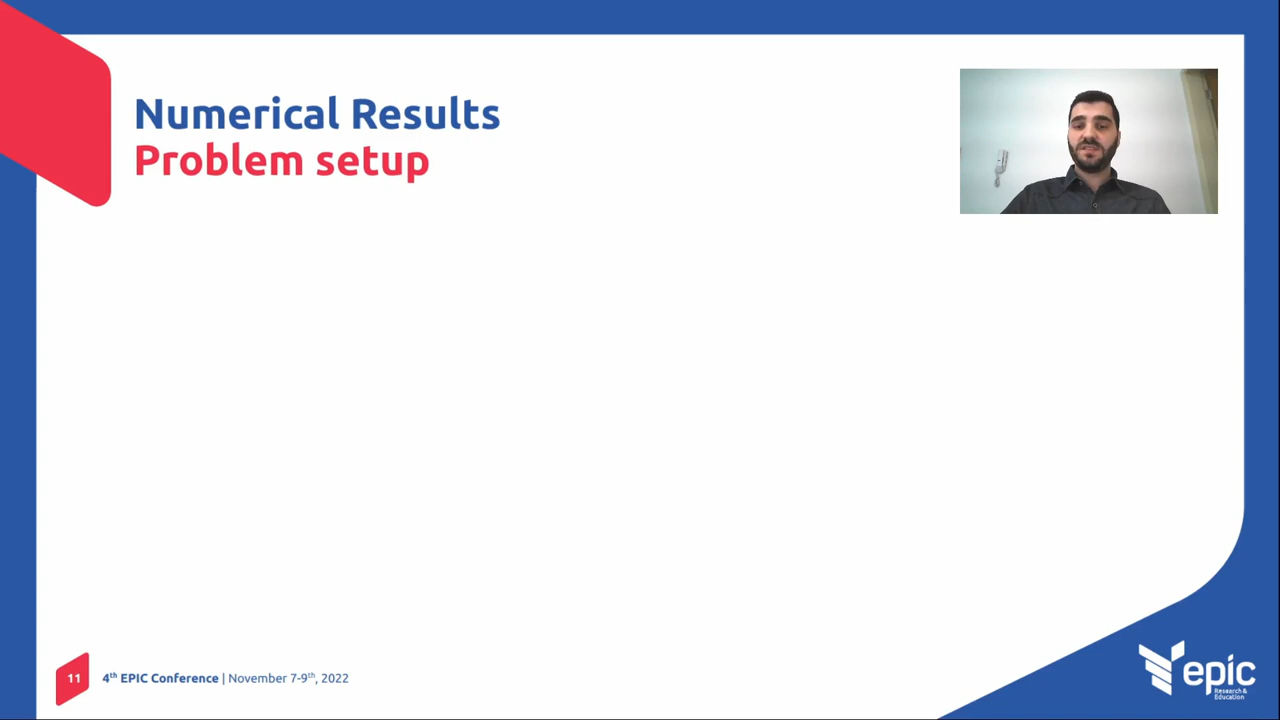 Numerical Results
Problem setup
11
4th EPIC Conference | November 7-9th, 2022
epic
Research &
Education